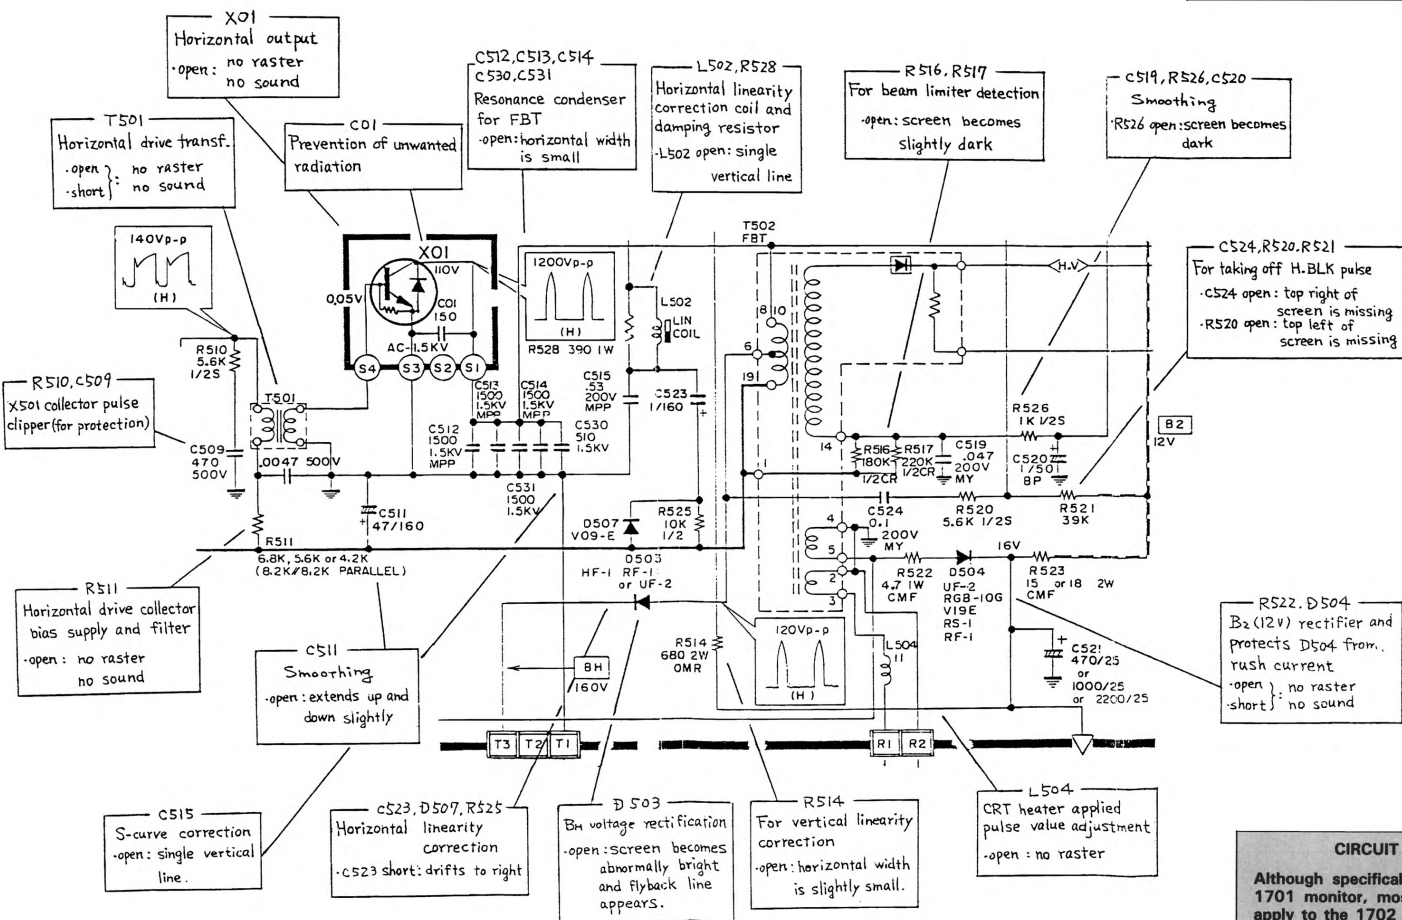 X01
Horizontal output
·open: no raster
no sound
T501
Horizontal drive transf.
·open
·short
: no raster
no sound
C01
Prevention of unwanted
radiation
C512, C513, C514
C530, C531
Resonance condenser
for FBT
·open: horizontal width
is small
L502, R528
Horizontal linearity
correction coil and
damping resistor
·L502 open: single
vertical line
R516, R517
For beam limiter detection
·open: screen becomes
slightly dark
C519, R526, C520
Smoothing
·R526 open: screen becomes
dark
C524, R520, R521
For taking off H.BLK pulse
·C524 open: top right of
screen is missing
·R520 open: top left of
screen is missing
140Vp-p
(H)
X01
110V
0.05V
C01
150
AC-1.5KV
S4
S3
S2
S1
1200Vp-p
(H)
R528 390 1W
L502
LIN
COIL
T502
FBT
H.V
8
10
6
19
1
14
4
5
2
3
R510
5.6K
1/2S
T501
R510, C509
X501 collector pulse
clipper (for protection)
C509
470
500V
.0047 500V
C511
47/160
R511
6.8K, 5.6K or 4.2K
(8.2K//8.2K PARALLEL)
C513
1500
1.5KV
MPP
C514
1500
1.5KV
MPP
C512
1500
1.5KV
MPP
C530
510
1.5KV
C531
1500
1.5KV
C515
.53
200V
MPP
C523
1/160
D507
V09-E
R525
10K
1/2
D503
HF-1 RF-1
or UF-2
R516
180K
1/2CR
R517
220K
1/2CR
C519
.047
200V
MY
R526
1K 1/2S
C520
1/50
BP
B2
12V
C524
0.1
200V
MY
R520
5.6K 1/2S
R521
39K
16V
R522
4.7 1W
CMF
D504
UF-2
RGB-10G
V19E
RS-1
RF-1
R523
15 or 18 2W
CMF
C521
470/25
or
1000/25
or 2200/25
R514
680 2W
OMR
120Vp-p
(H)
L504
11
BH
160V
T3
T2
T1
R1
R2
R511
Horizontal drive collector
bias supply and filter
·open: no raster
no sound
C511
Smoothing
·open: extends up and
down slightly
R522. D504
B2 (12V) rectifier and
protects D504 from.
rush current
·open
·short
: no raster
no sound
C515
S-curve correction
·open: single vertical
line.
C523, D507, R525
Horizontal linearity
correction
·C523 short: drifts to right
D503
BH voltage rectification
·open: screen becomes
abnormally bright
and flyback line
appears.
R514
For vertical linearity
correction
·open: horizontal width
is slightly small.
L504
CRT heater applied
pulse value adjustment
·open: no raster
CIRCUIT
Although
1701 monitor,
apply to the 1702